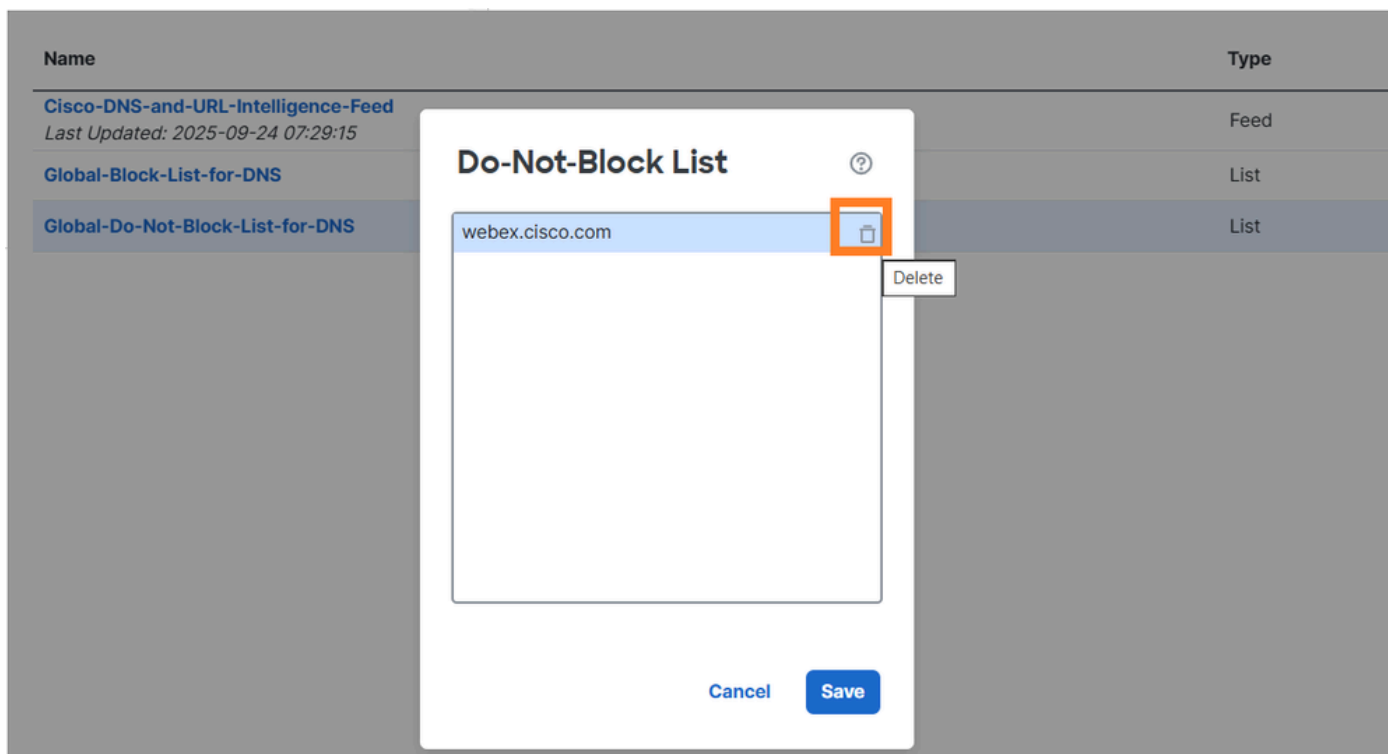 Name Type
Cisco-DNS-and-URL-Intelligence-Feed
Last Updated: 2025-09-24 07:29:15 Feed
Global-Block-List-for-DNS List
Global-Do-Not-Block-List-for-DNS List
Do-Not-Block List
webex.cisco.com
Delete
Cancel Save